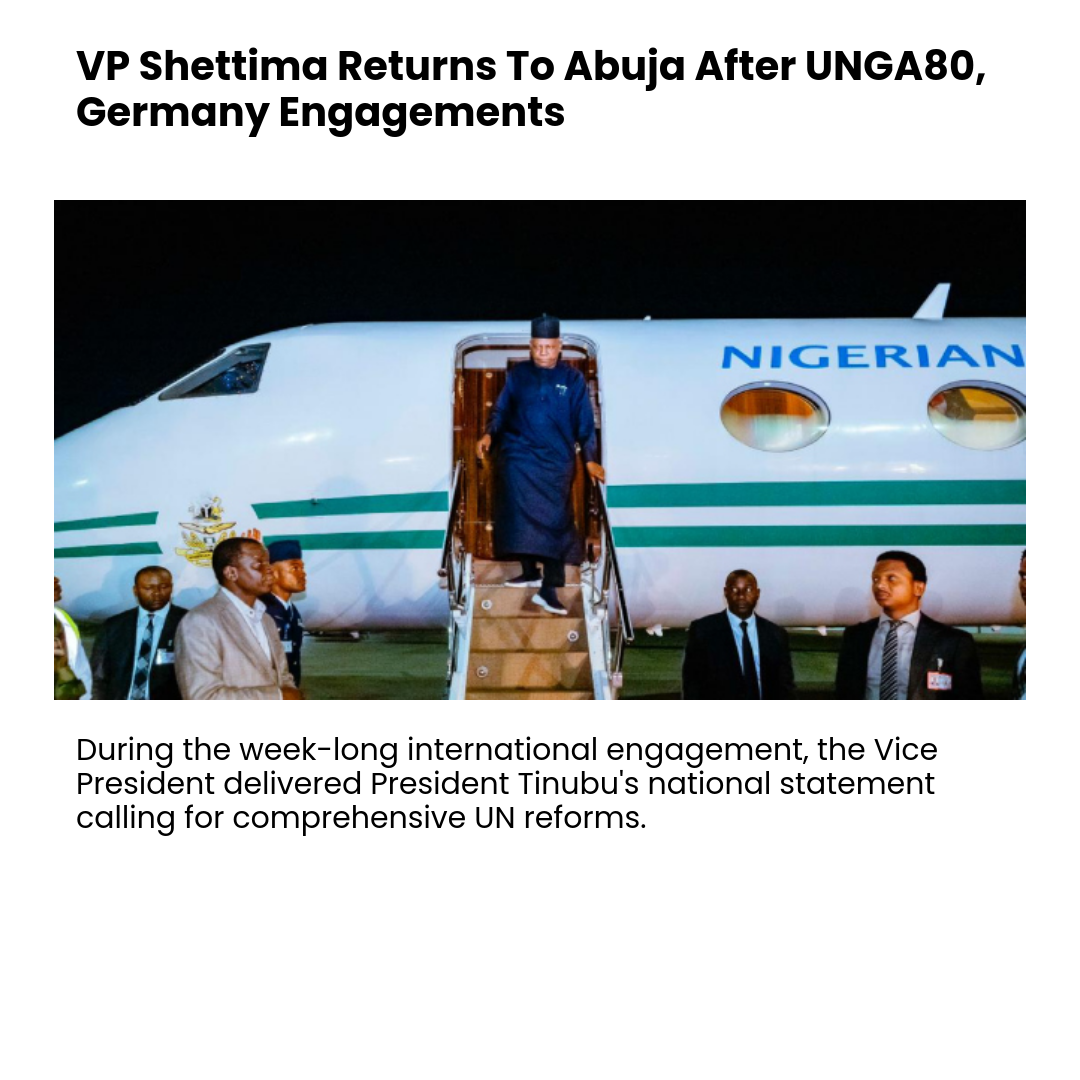 VP Shettima Returns To Abuja After UNGA80,
Germany Engagements
NIGERIAN
During the week-long international engagement, the Vice
President delivered President Tinubu's national statement
calling for comprehensive UN reforms.